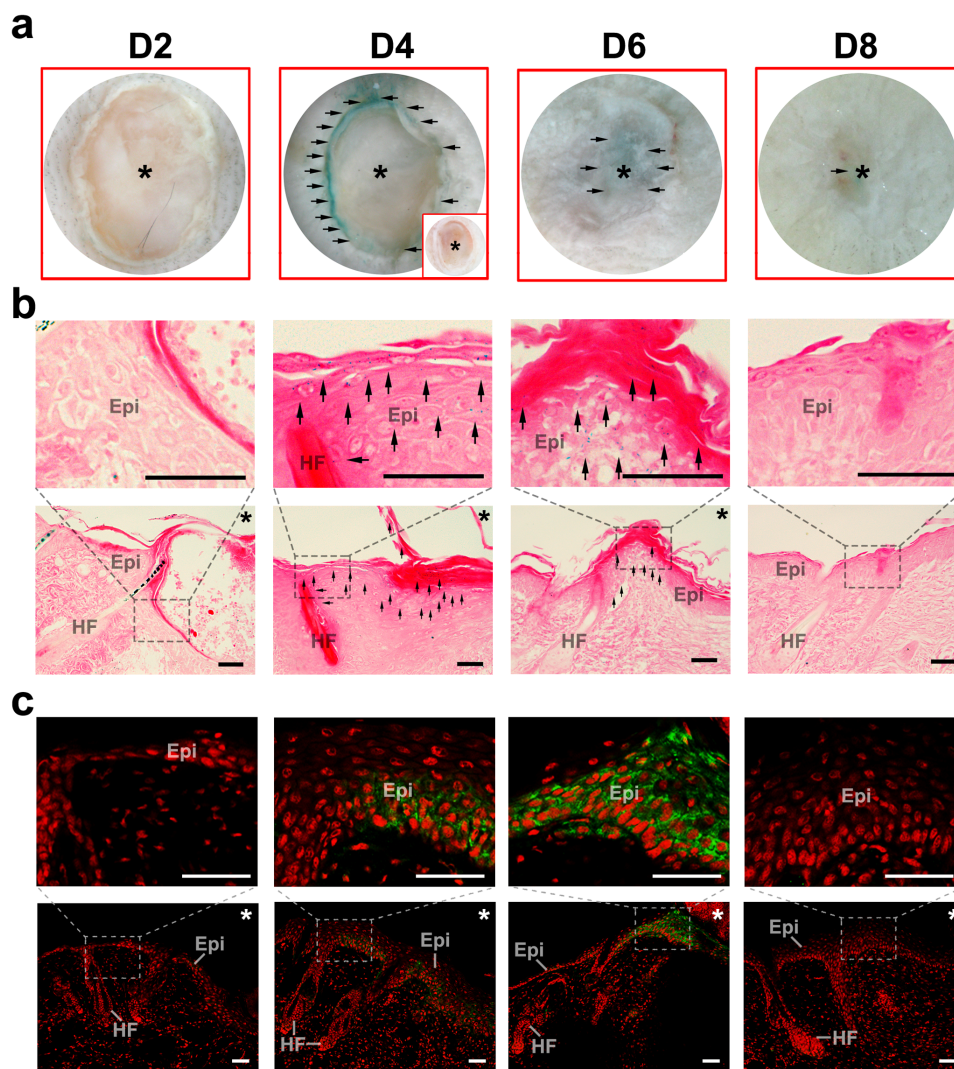 a
D2 D4 D6 D8
* * * *
*
b
Epi Epi Epi Epi
HF
* * *
Epi Epi Epi
HF HF HF HF
c
Epi Epi Epi Epi
* * * *
Epi Epi Epi Epi
HF HF HF HF